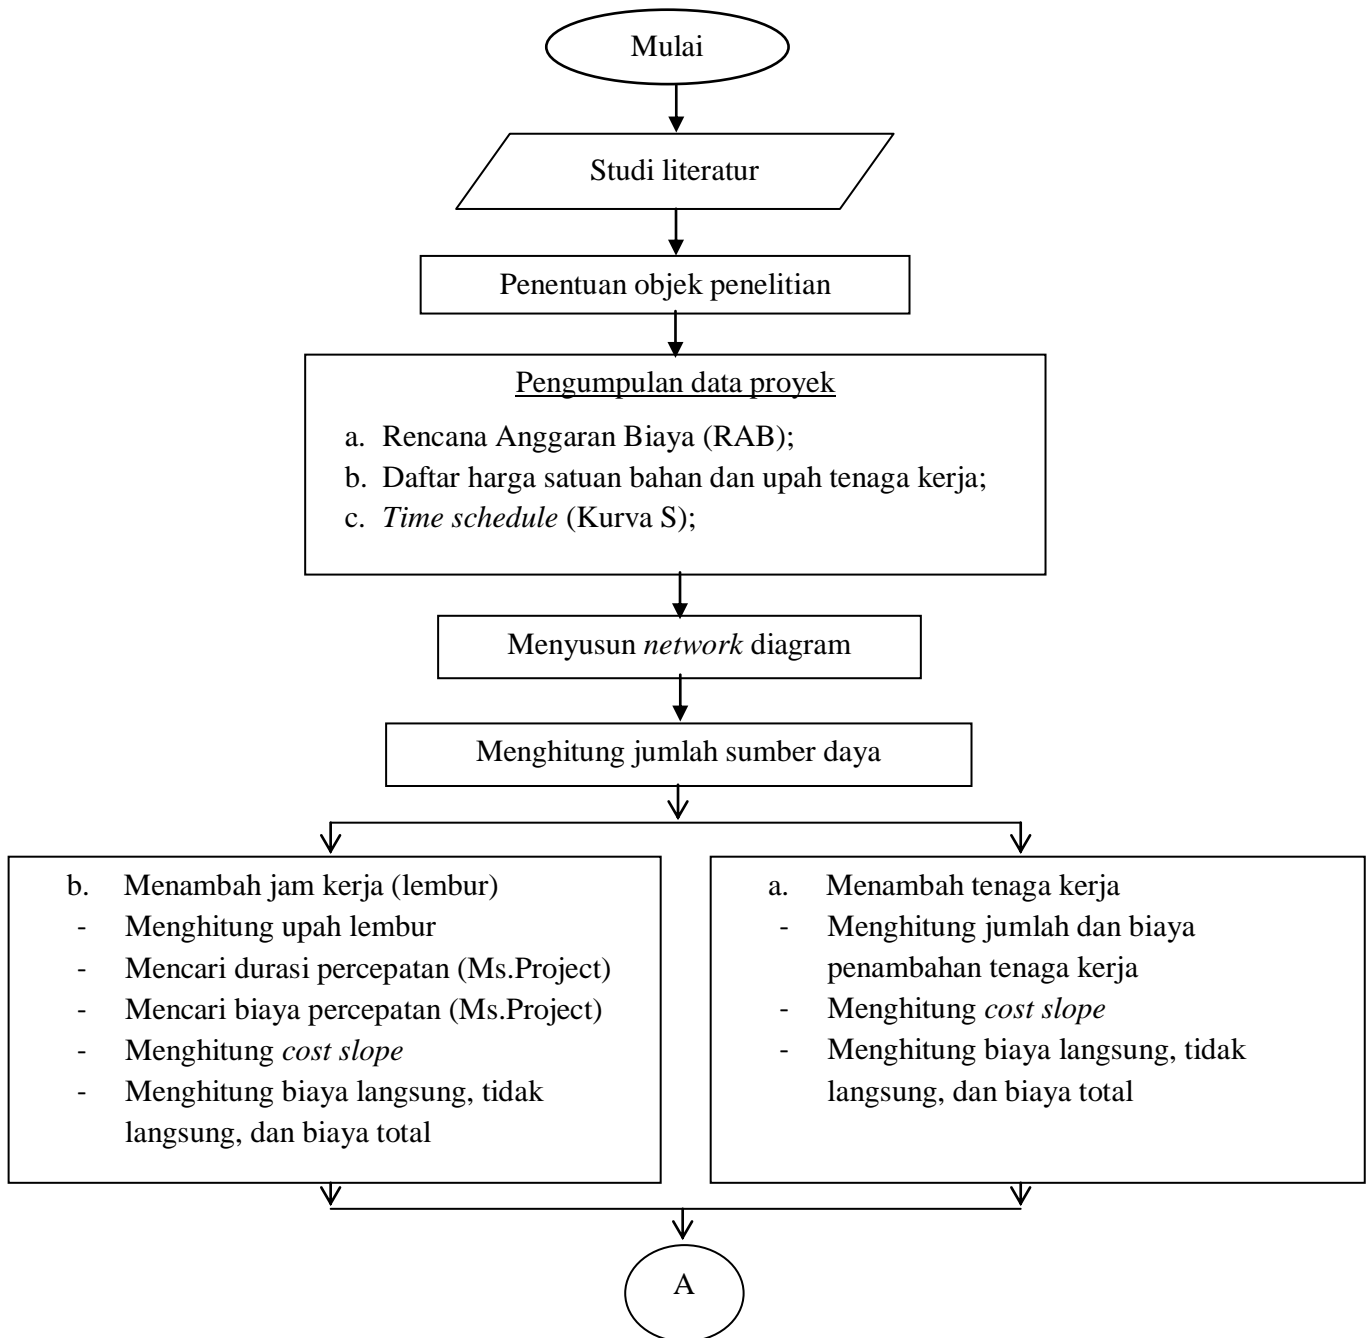 Mulai
Studi literatur
Penentuan objek penelitian
Pengumpulan data proyek
a. Rencana Anggaran Biaya (RAB);
b. Daftar harga satuan bahan dan upah tenaga kerja;
c. Time schedule (Kurva S);
Menyusun network diagram
Menghitung jumlah sumber daya
b. Menambah jam kerja (lembur)
- Menghitung upah lembur
- Mencari durasi percepatan (Ms.Project)
- Mencari biaya percepatan (Ms.Project)
- Menghitung cost slope
- Menghitung biaya langsung, tidak
langsung, dan biaya total
a. Menambah tenaga kerja
- Menghitung jumlah dan biaya
penambahan tenaga kerja
- Menghitung cost slope
- Menghitung biaya langsung, tidak
langsung, dan biaya total
A